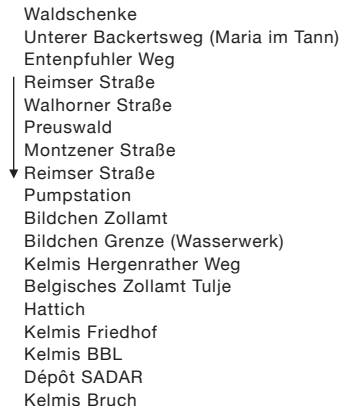 Waldschenke
Unterer Backertsweg (Maria im Tann)
Entenpfuhler Weg
Reimser Straße
Walhorner Straße
Preuswald
Montzener Straße
Reimser Straße
Pumpstation
Bildchen Zollamt
Bildchen Grenze (Wasserwerk)
Kelmis Hergenrather Weg
Belgisches Zollamt Tulje
Hattich
Kelmis Friedhof
Kelmis BBL
Dépôt SADAR
Kelmis Bruch